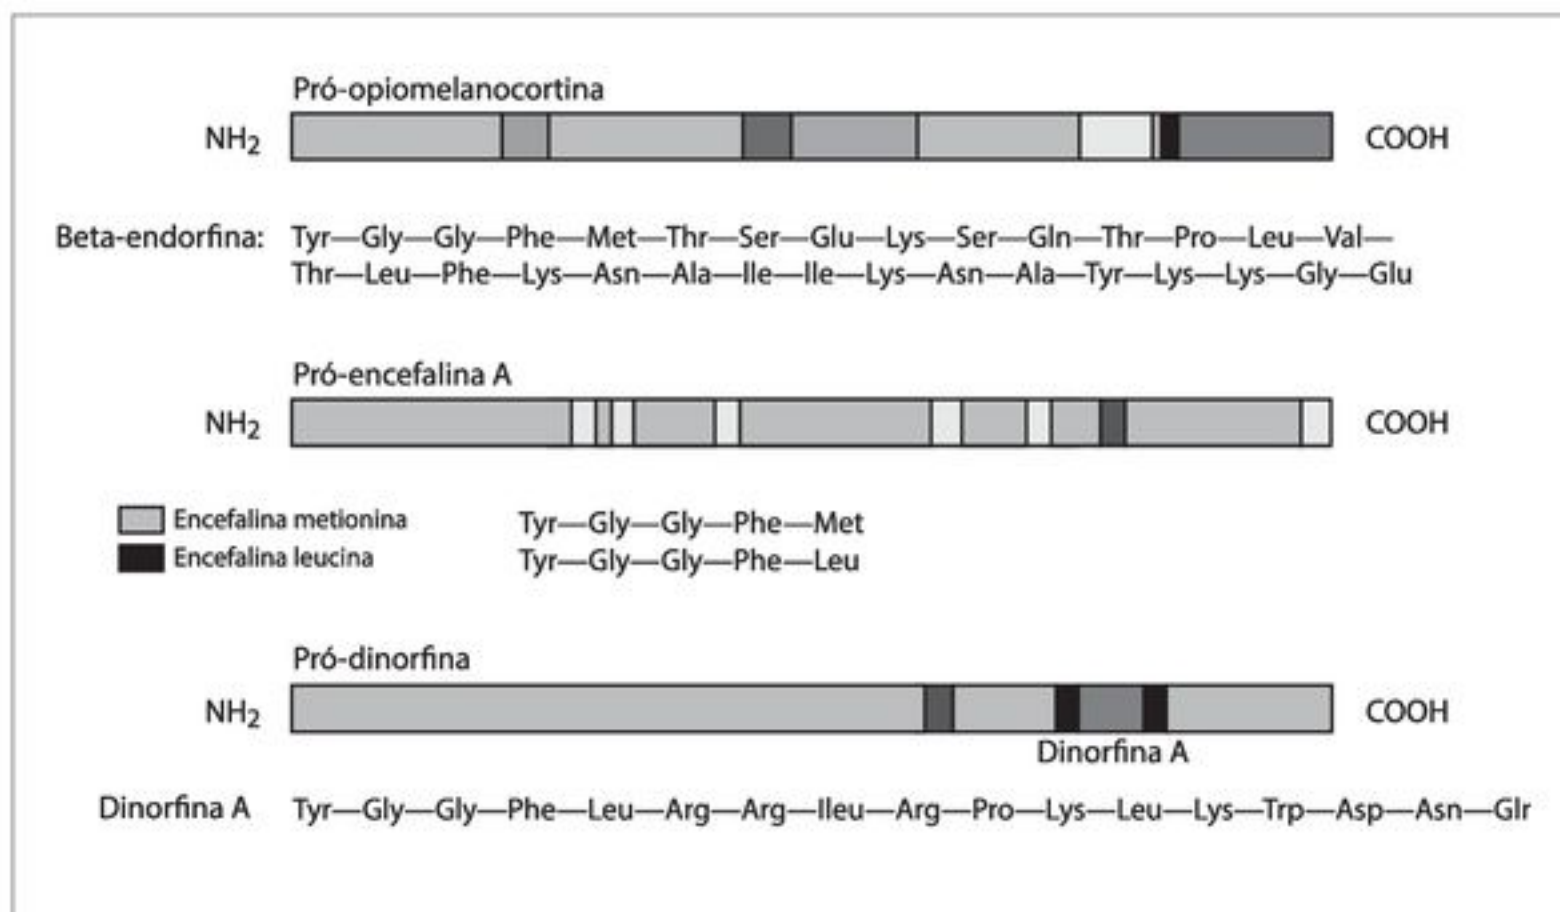 Pró-opiomelanocortina
NH2 COOH
Beta-endorfina: Tyr—Gly—Gly—Phe—Met—Thr—Ser—Glu—Lys—Ser—Gln—Thr—Pro—Leu—Val—
Thr—Leu—Phe—Lys—Asn—Ala—Ile—Ile—Lys—Asn—Ala—Tyr—Lys—Lys—Gly—Glu
Pró-encefalina A
NH2 COOH
Encefalina metionina Tyr—Gly—Gly—Phe—Met
Encefalina leucina Tyr—Gly—Gly—Phe—Leu
Pró-dinorfina
NH2 COOH
Dinorfina A
Dinorfina A Tyr—Gly—Gly—Phe—Leu—Arg—Arg—Ileu—Arg—Pro—Lys—Leu—Lys—Trp—Asp—Asn—Glr